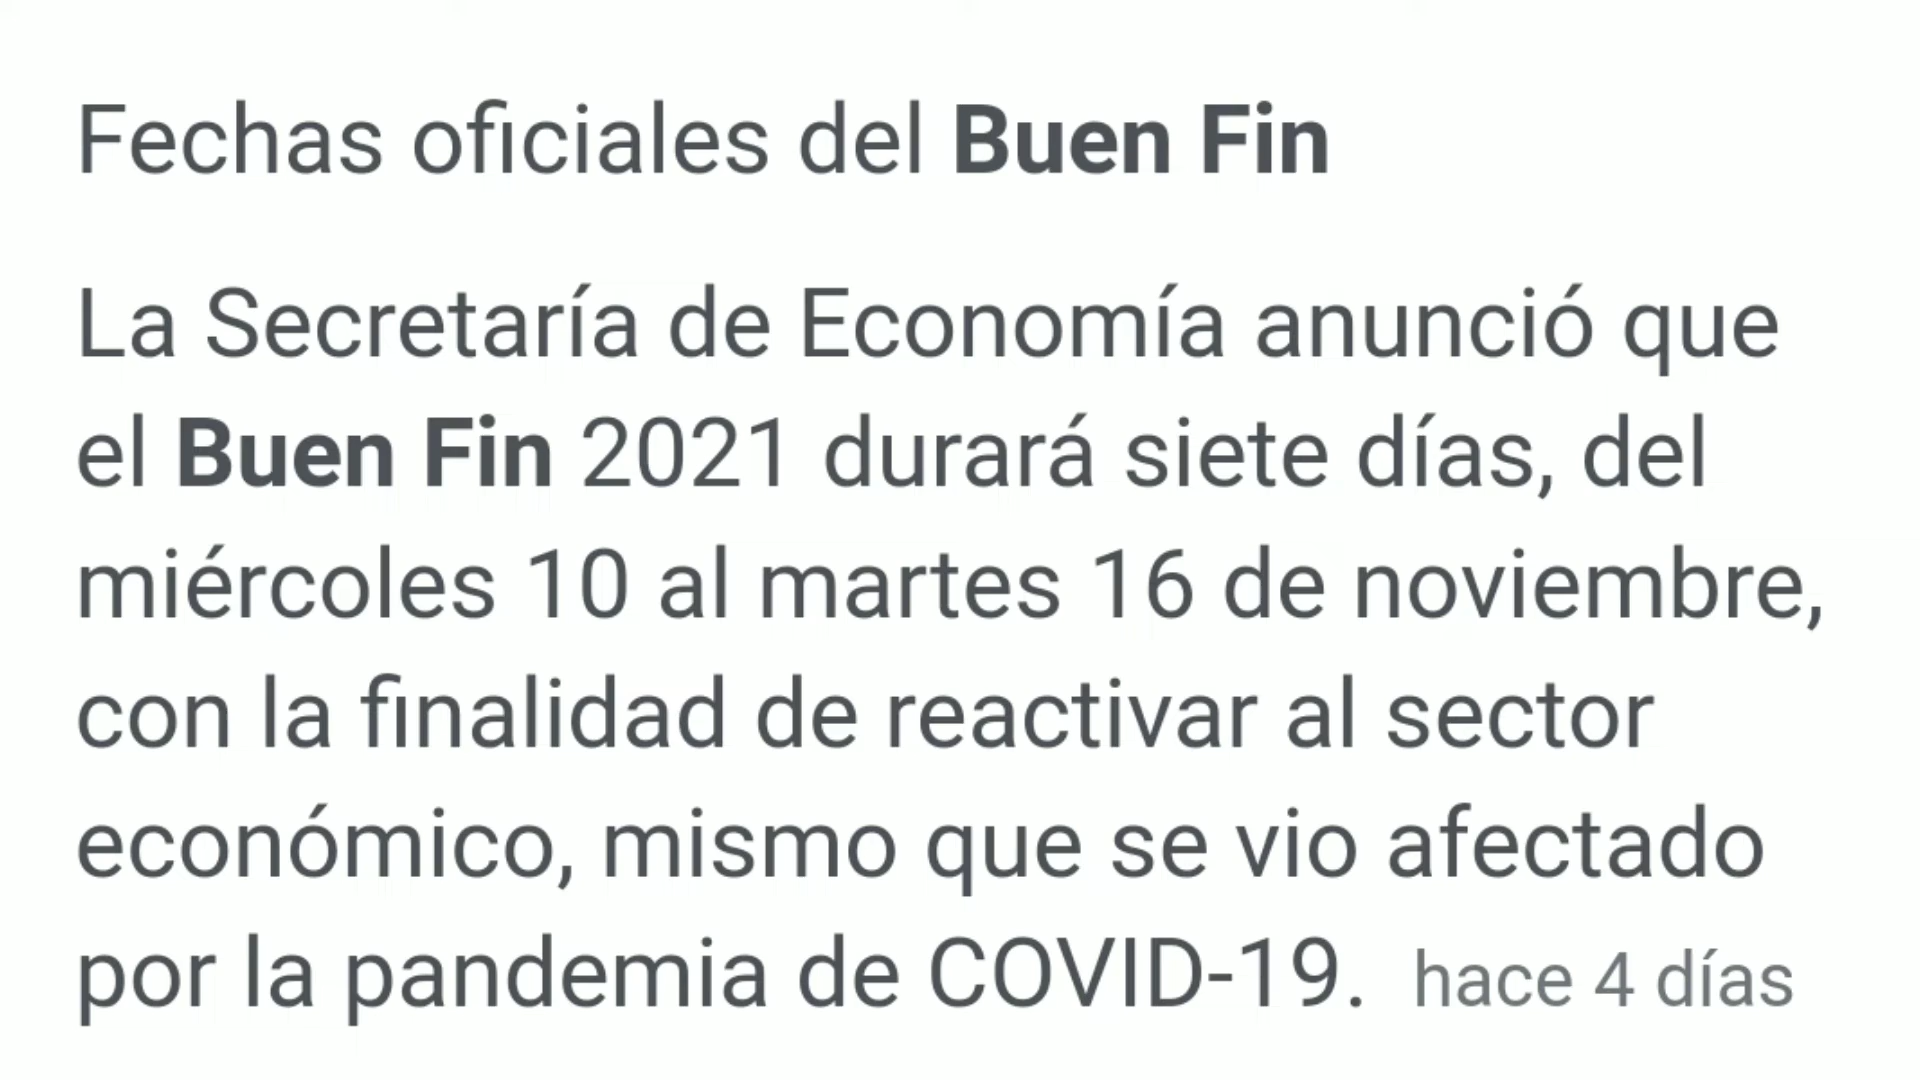 Fechas oficiales del Buen Fin
La Secretaría de Economía anunció que
el Buen Fin 2021 durará siete días, del
miércoles 10 al martes 16 de noviembre,
con la finalidad de reactivar al sector
económico, mismo que se vio afectado
por la pandemia de COVID-19. hace 4 días